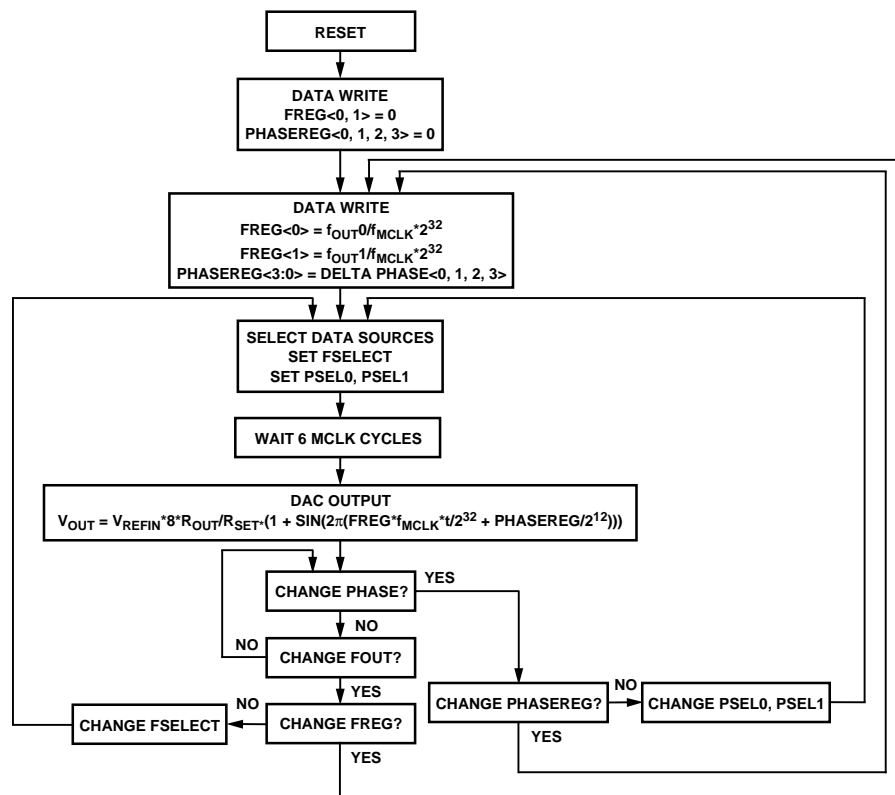 RESET
DATA WRITE
FREG<0, 1> = 0
PHASEREG<0, 1, 2, 3> = 0
DATA WRITE
FREG<0> = fOUT0/fMCLK*2^32
FREG<1> = fOUT1/fMCLK*2^32
PHASEREG<3:0> = DELTA PHASE<0, 1, 2, 3>
SELECT DATA SOURCES
SET FSELECT
SET PSEL0, PSEL1
WAIT 6 MCLK CYCLES
DAC OUTPUT
VOUT = VREFIN*8*ROUT/RSET*(1 + SIN(2π(FREG*fMCLK*t/2^32 + PHASEREG/2^12)))
CHANGE PHASE?
YES
NO
NO
CHANGE FOUT?
YES
CHANGE PHASEREG?
NO
CHANGE PSEL0, PSEL1
YES
CHANGE FSELECT
NO
CHANGE FREG?
YES